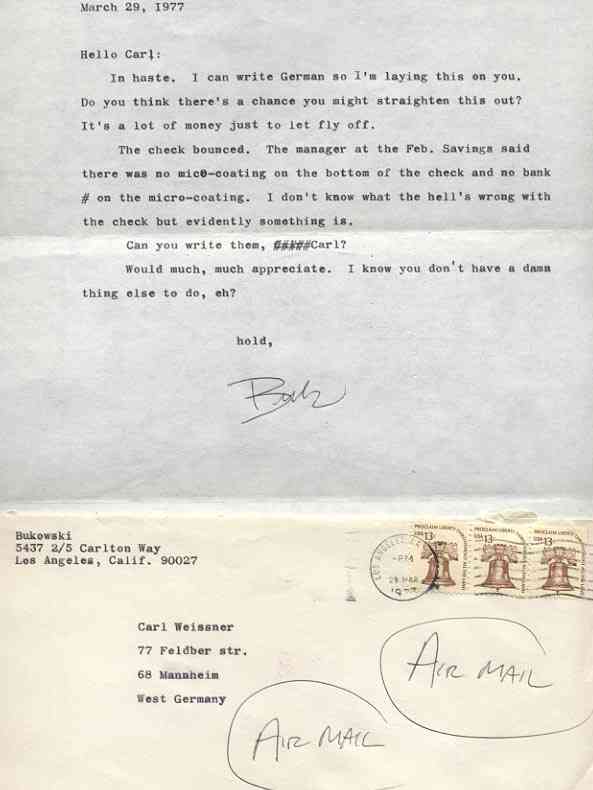 March 29, 1977
Hello Carl:
In haste. I can write German so I'm laying this on you.
Do you think there's a chance you might straighten this out?
It's a lot of money just to let fly off.
The check bounced. The manager at the Feb. Savings said
there was no mico-coating on the bottom of the check and no bank
# on the micro-coating. I don't know what the hell's wrong with
the check but evidently something is.
Can you write them, Carl?
Would much, much appreciate. I know you don't have a damn
thing else to do, eh?
hold,
Buk
Bukowski
5437 2/5 Carlton Way
Los Angeles, Calif. 90027
PROCLAIM LIBERTY PROCLAIM LIBERTY PROCLAIM LIBERTY
USA 13c USA 13c USA 13c
LOS ANGELES, CA
PM
29 MAR
1977
Carl Weissner
77 Feldber str.
68 Mannheim
West Germany
AIR MAIL
AIR MAIL